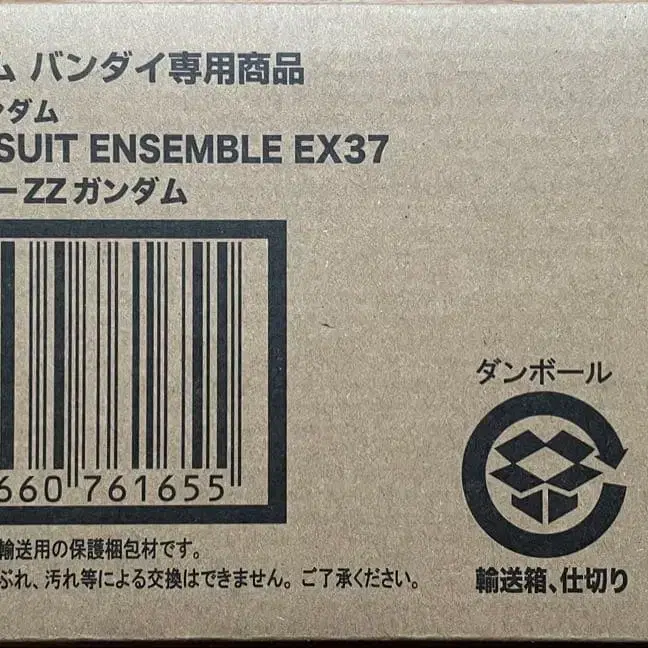 ム バンダイ専用商品
ンダム
SUIT ENSEMBLE EX37
ーZZガンダム
660 761655
輸送用の保護梱包材です。
ぶれ、汚れ等による交換はできません。ご了承ください。
ダンボール
輸送箱、仕切り